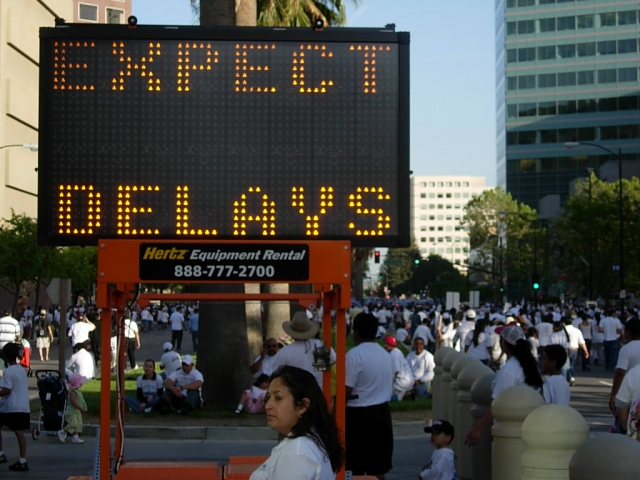 EXPECT
DELAYS
Hertz Equipment Rental
888-777-2700